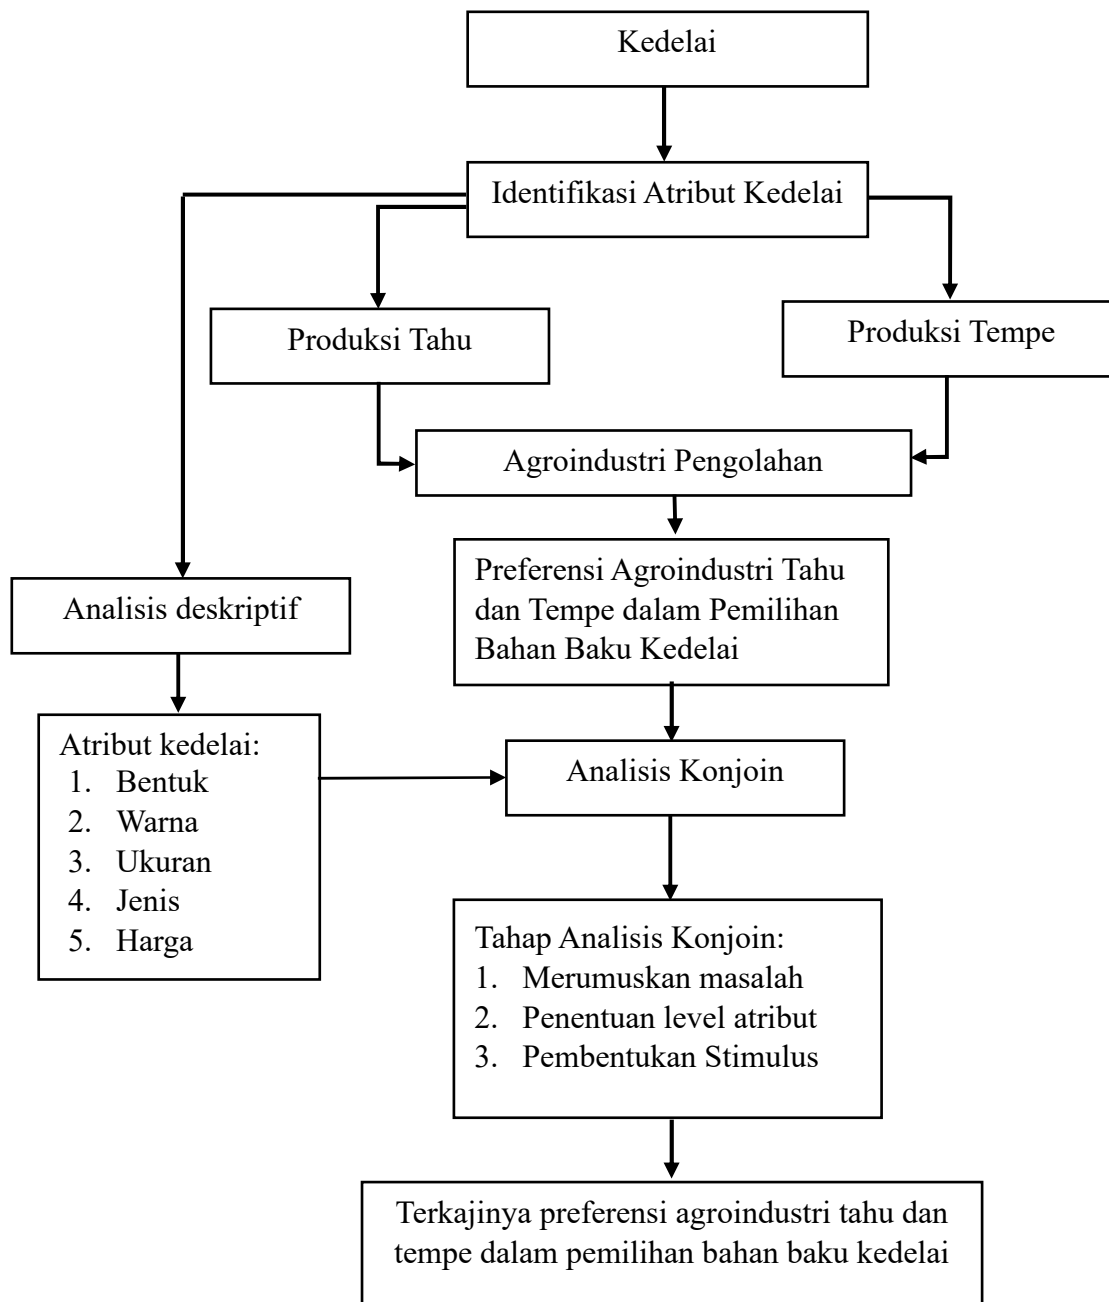 Kedelai
Identifikasi Atribut Kedelai
Produksi Tahu
Produksi Tempe
Agroindustri Pengolahan
Preferensi Agroindustri Tahu
dan Tempe dalam Pemilihan
Bahan Baku Kedelai
Analisis deskriptif
Atribut kedelai:
1. Bentuk
2. Warna
3. Ukuran
4. Jenis
5. Harga
Analisis Konjoin
Tahap Analisis Konjoin:
1. Merumuskan masalah
2. Penentuan level atribut
3. Pembentukan Stimulus
Terkajinya preferensi agroindustri tahu dan
tempe dalam pemilihan bahan baku kedelai